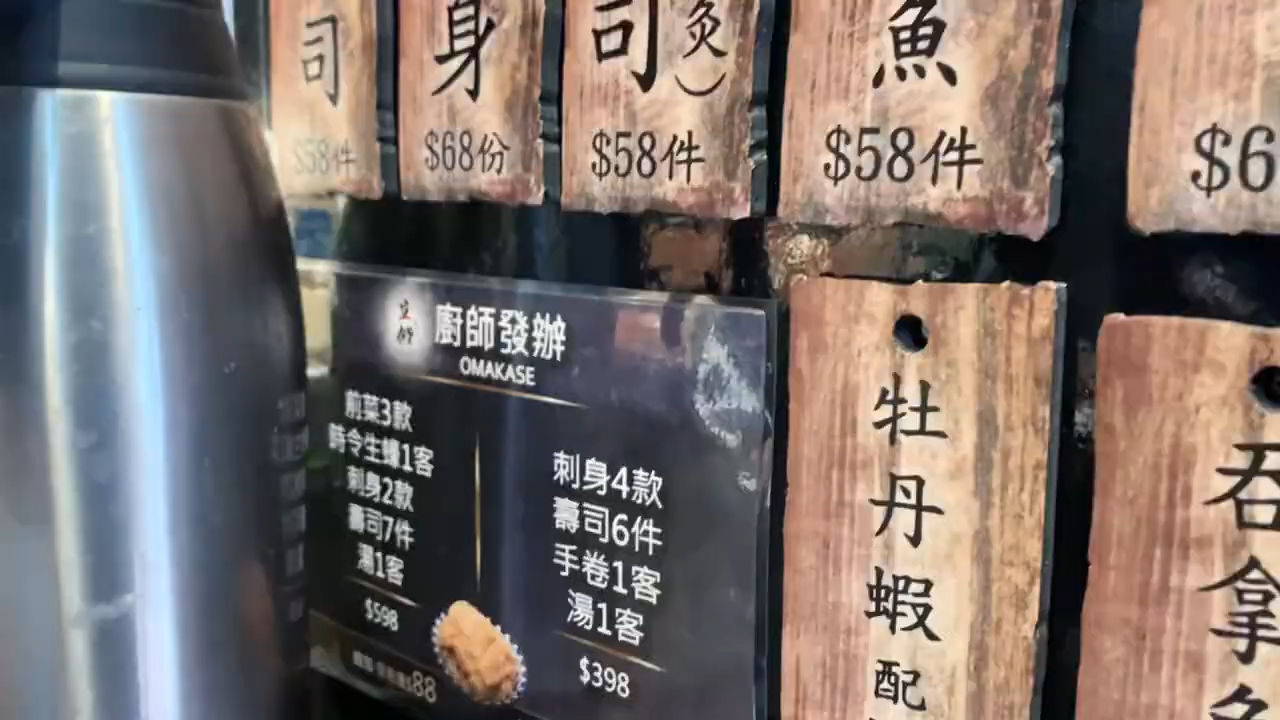 司
$58件
身
$68份
司(炙)
$58件
魚
$58件
$6
廚師發辦
OMAKASE
前菜3款
時令生蠔1客
刺身2款
壽司7件
湯1客
$598
刺身4款
壽司6件
手卷1客
湯1客
$398
$88
牡丹蝦配
吞拿